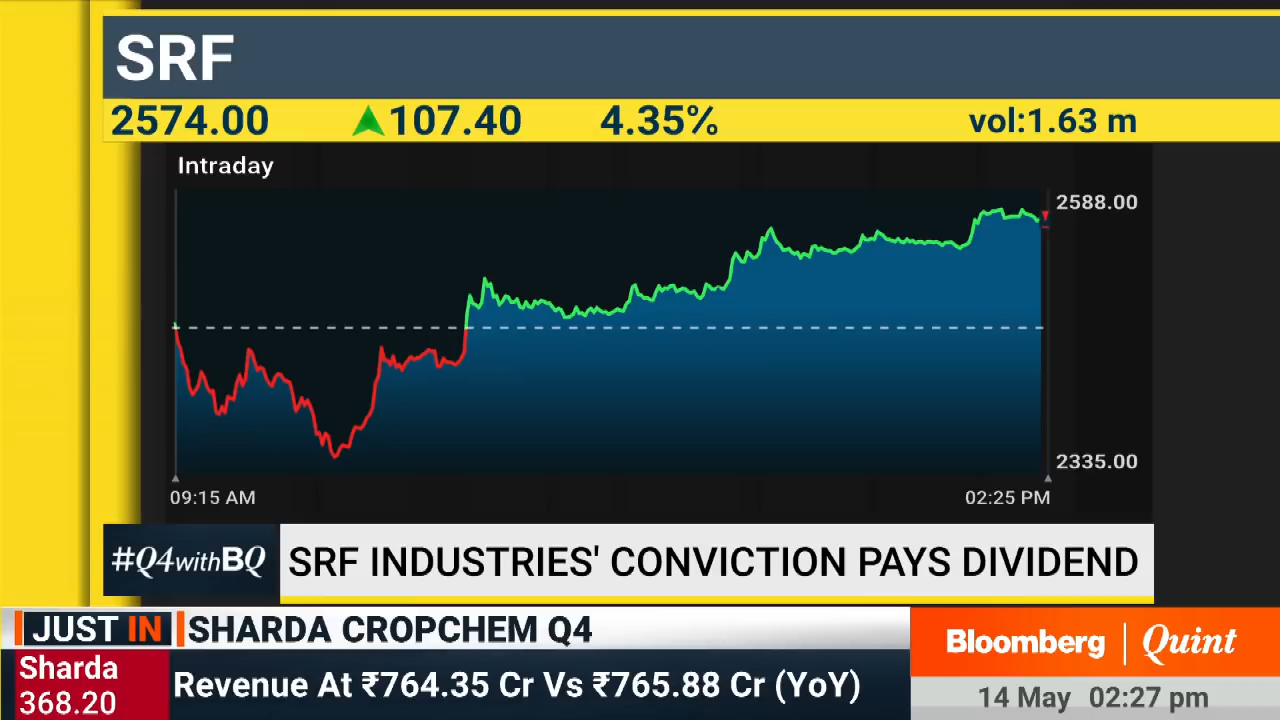 SRF
2574.00 ▲107.40 4.35% vol:1.63 m
Intraday
2588.00
2335.00
09:15 AM 02:25 PM
#Q4withBQ SRF INDUSTRIES' CONVICTION PAYS DIVIDEND
JUST IN SHARDA CROPCHEM Q4
Sharda
368.20
Revenue At ₹764.35 Cr Vs ₹765.88 Cr (YoY)
Bloomberg | Quint
14 May 02:27 pm